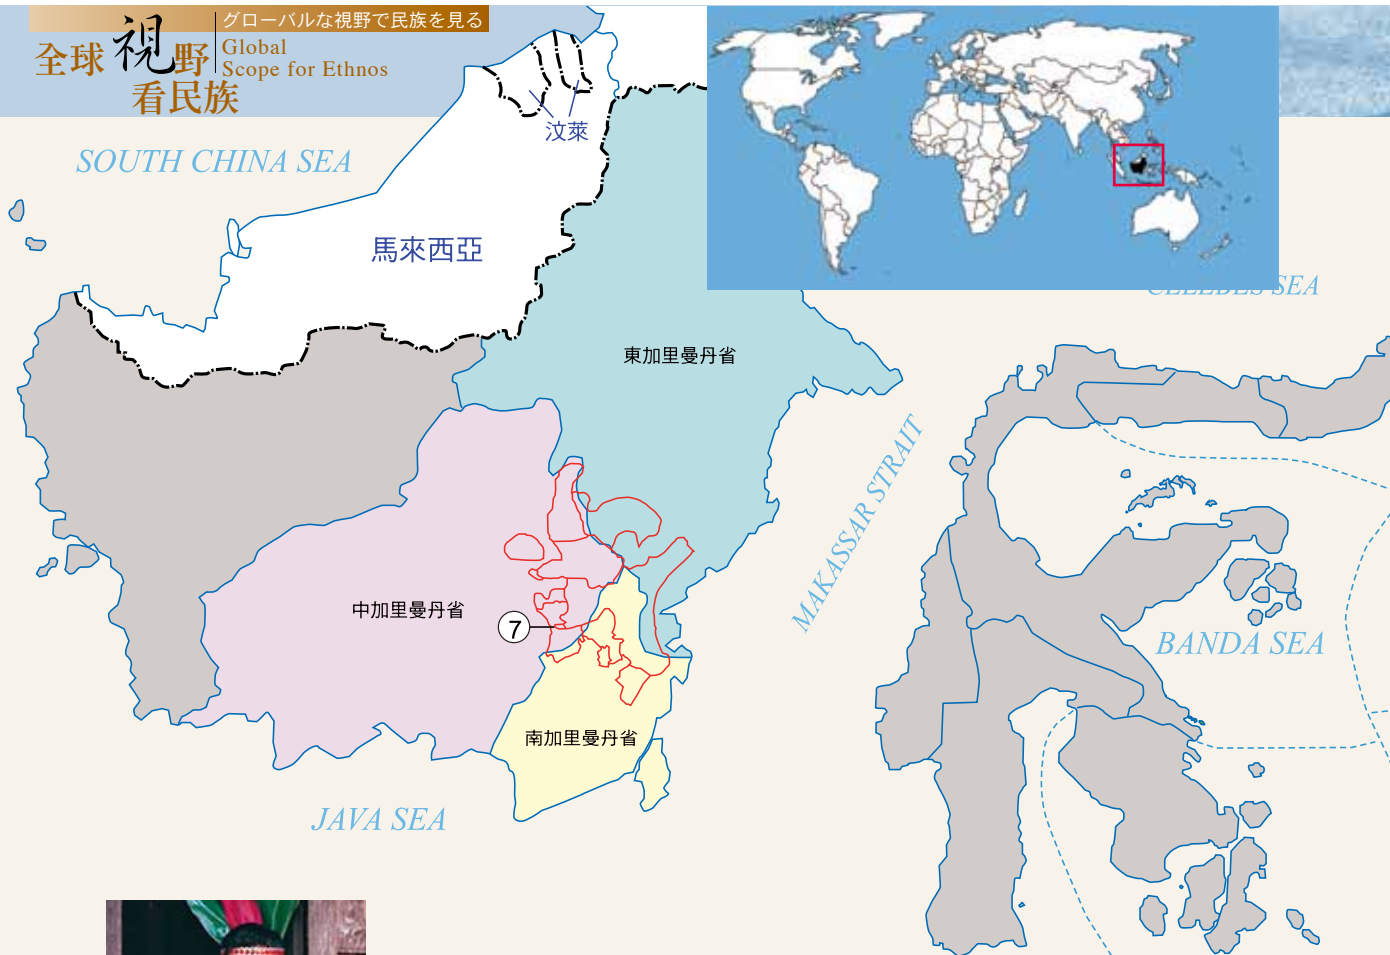 グローバルな視野で民族を見る
全球視野
看民族
Global
Scope for Ethnos
汶萊
SOUTH CHINA SEA
馬來西亞
CELEBES SEA
東加里曼丹省
MAKASSAR STRAIT
中加里曼丹省
7
BANDA SEA
南加里曼丹省
JAVA SEA